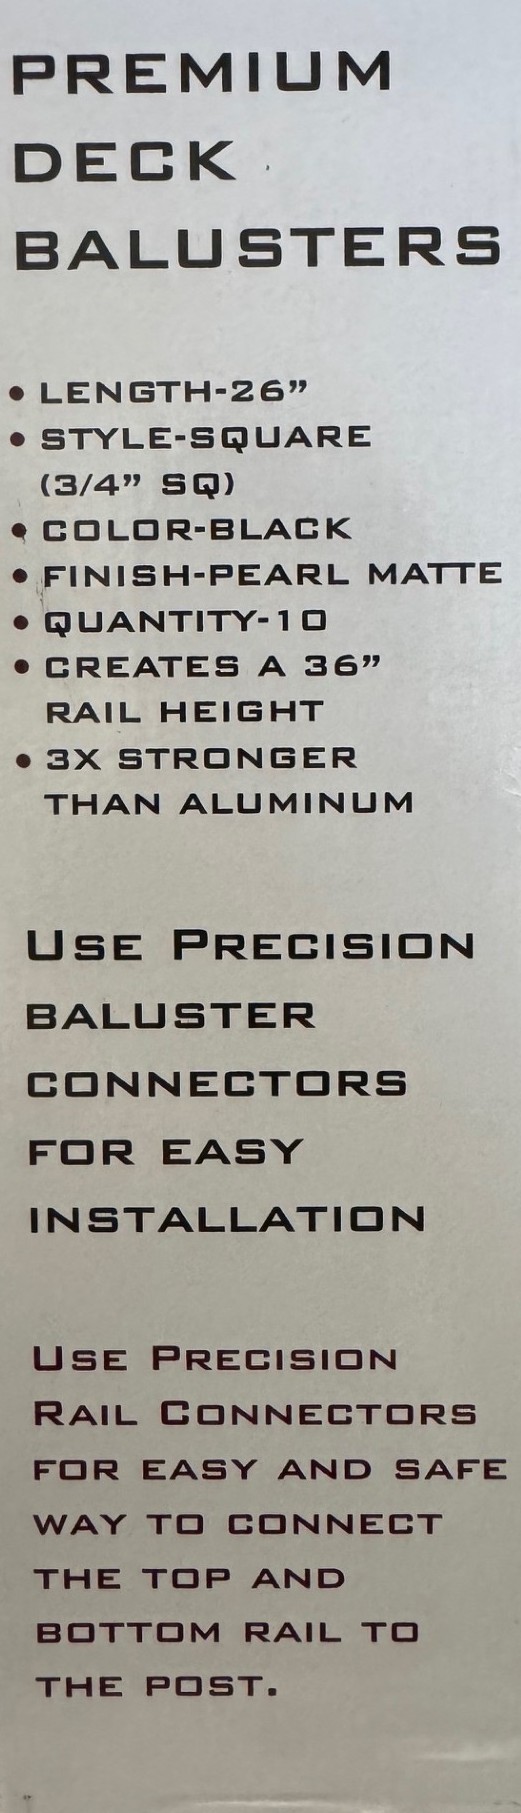 PREMIUM
DECK
BALUSTERS
• LENGTH-26”
• STYLE-SQUARE
(3/4” SQ)
• COLOR-BLACK
• FINISH-PEARL MATTE
• QUANTITY-10
• CREATES A 36”
RAIL HEIGHT
• 3X STRONGER
THAN ALUMINUM
USE PRECISION
BALUSTER
CONNECTORS
FOR EASY
INSTALLATION
USE PRECISION
RAIL CONNECTORS
FOR EASY AND SAFE
WAY TO CONNECT
THE TOP AND
BOTTOM RAIL TO
THE POST.